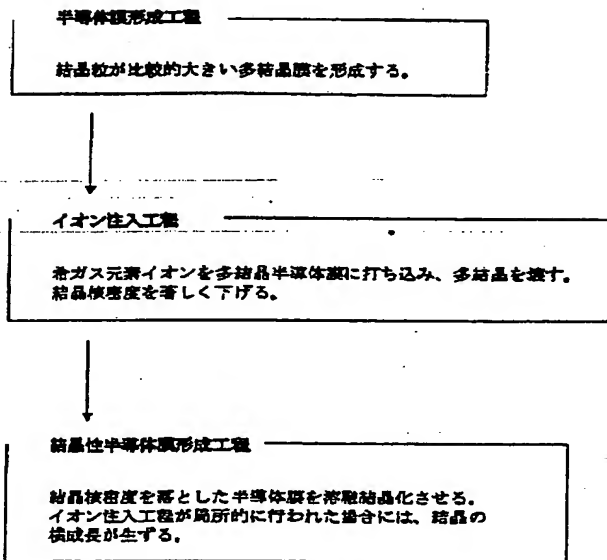 半導体膜形成工程
結晶粒が比較的大きい多結晶膜を形成する。
イオン注入工程
希ガス元素イオンを多結晶半導体膜に打ち込み、多結晶を壊す。
結晶核密度を著しく下げる。
結晶性半導体膜形成工程
結晶核密度を落とした半導体膜を溶融結晶化させる。
イオン注入工程が局所的に行われた場合には、結晶の
横成長が生ずる。